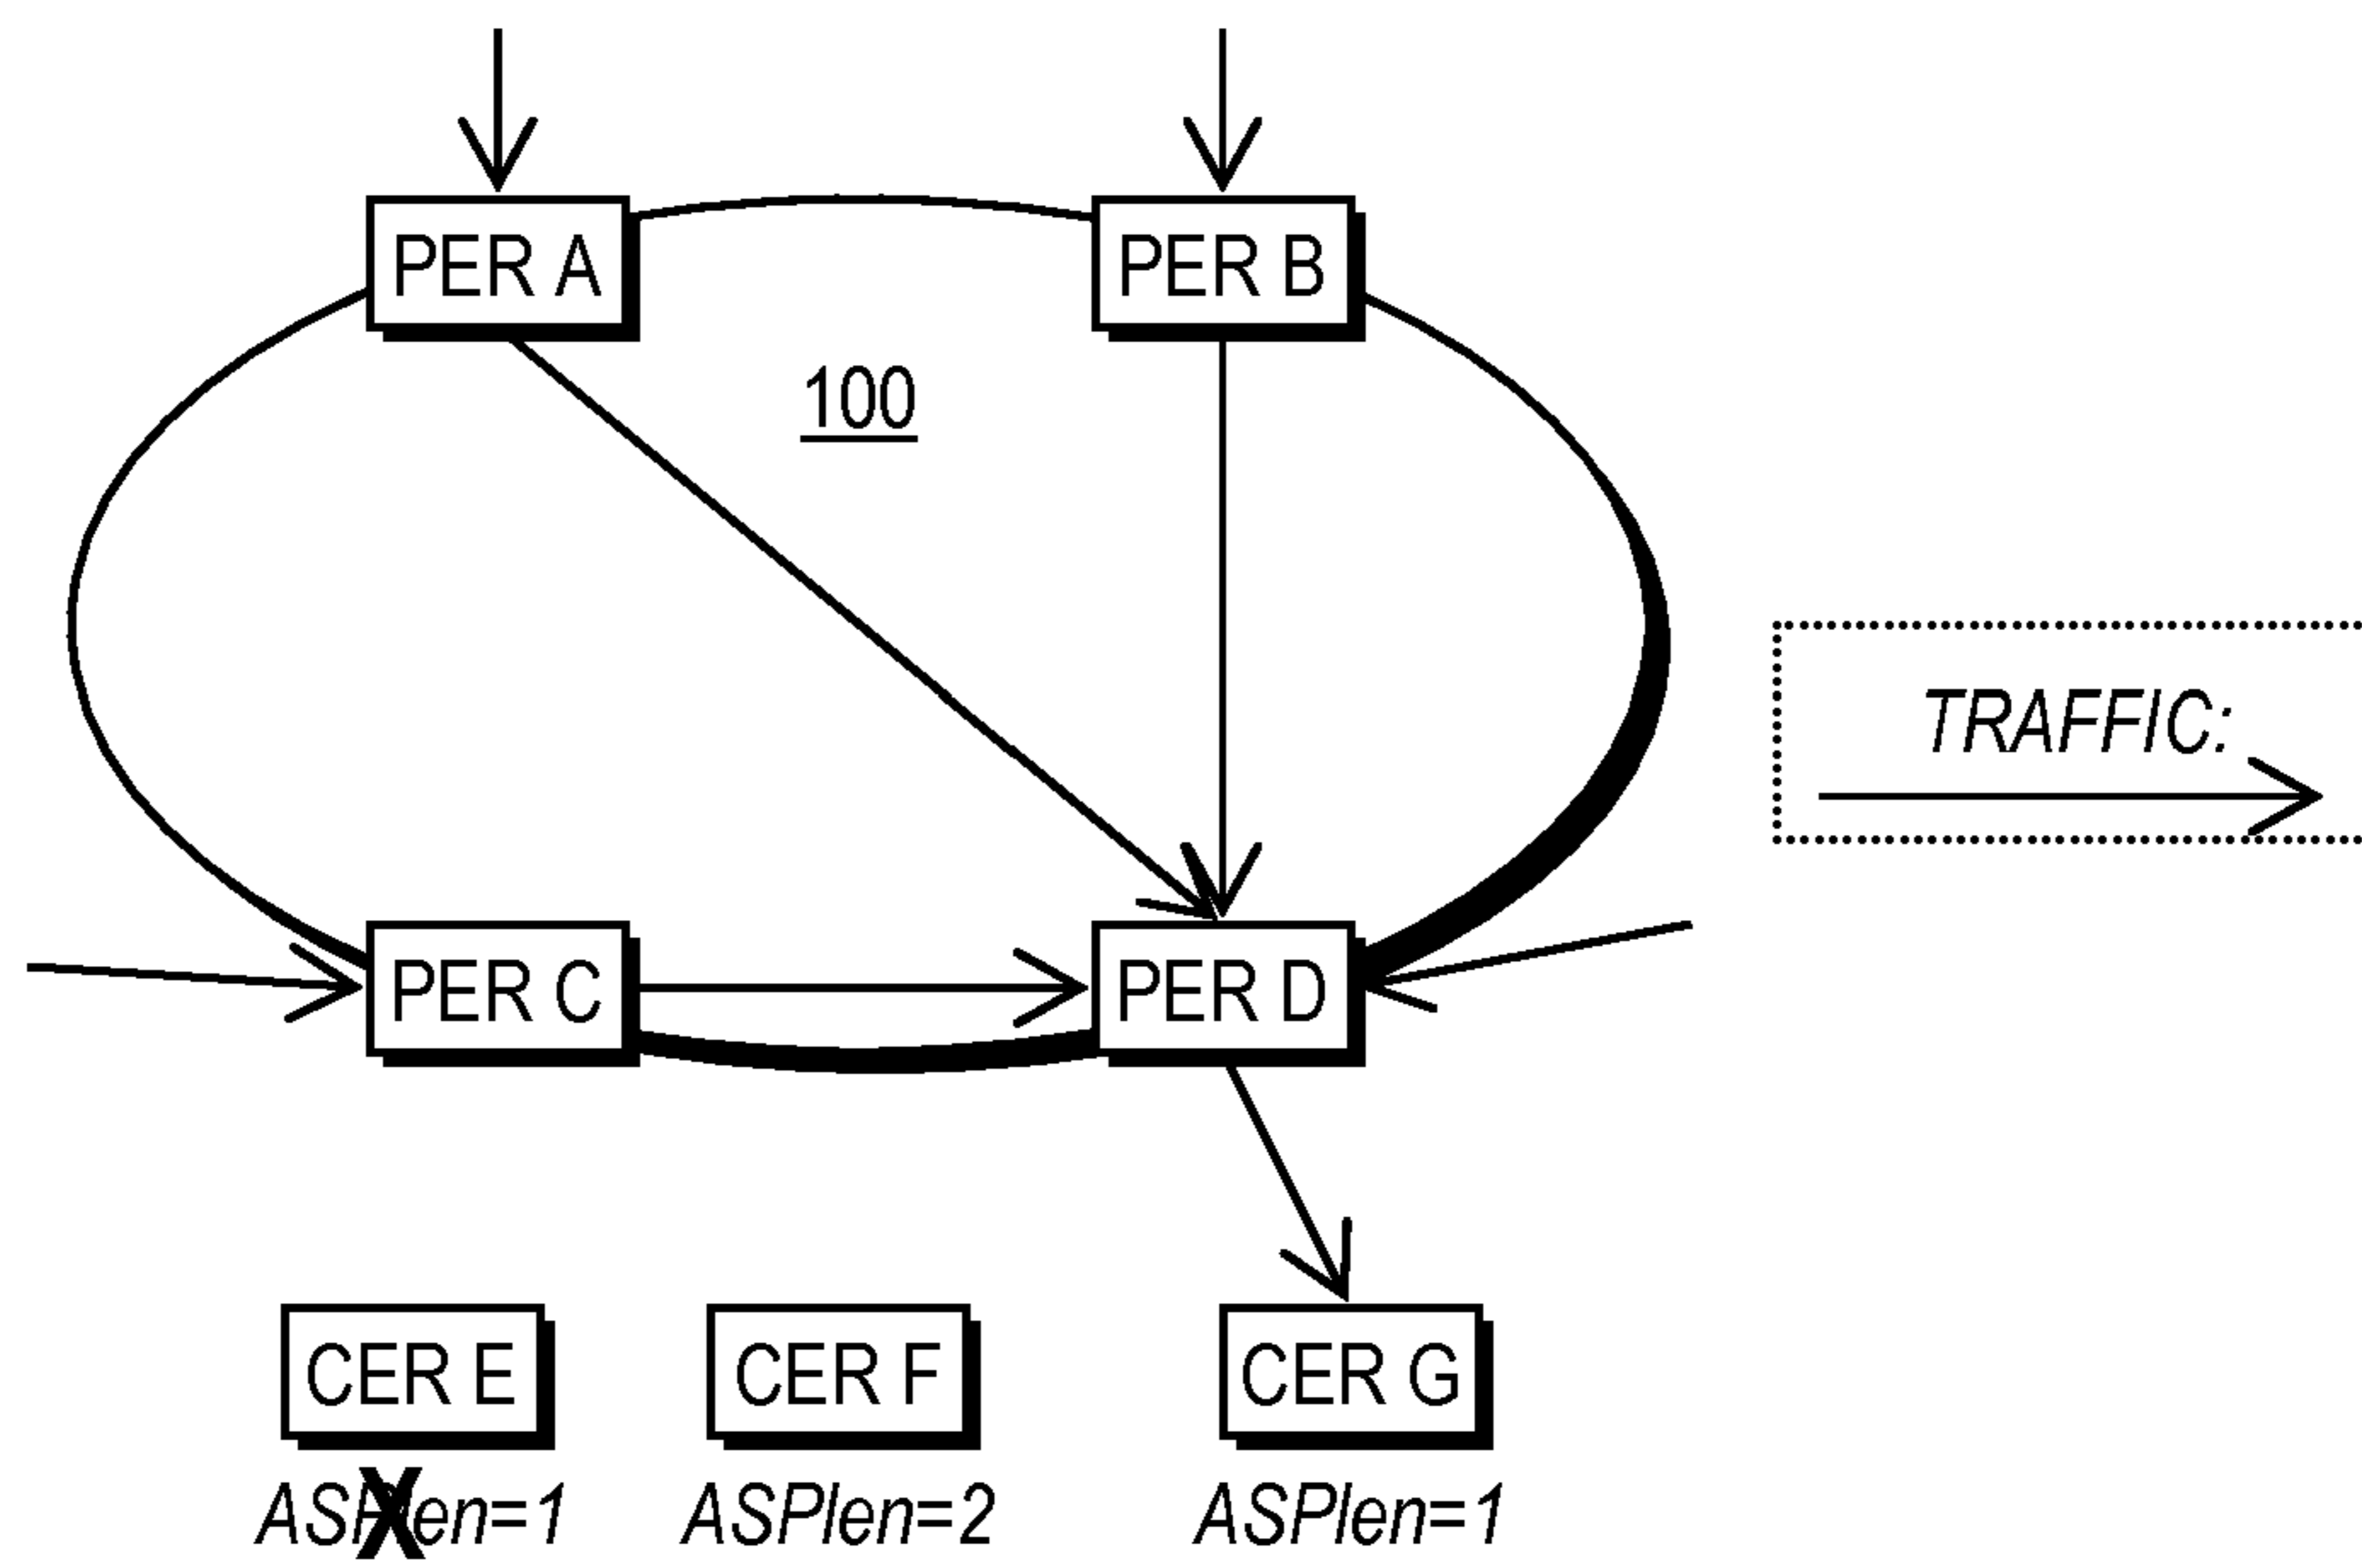 PER A
PER B
100
TRAFFIC:
PER C
PER D
CER E
CER F
CER G
ASPlen=1
ASPlen=2
ASPlen=1